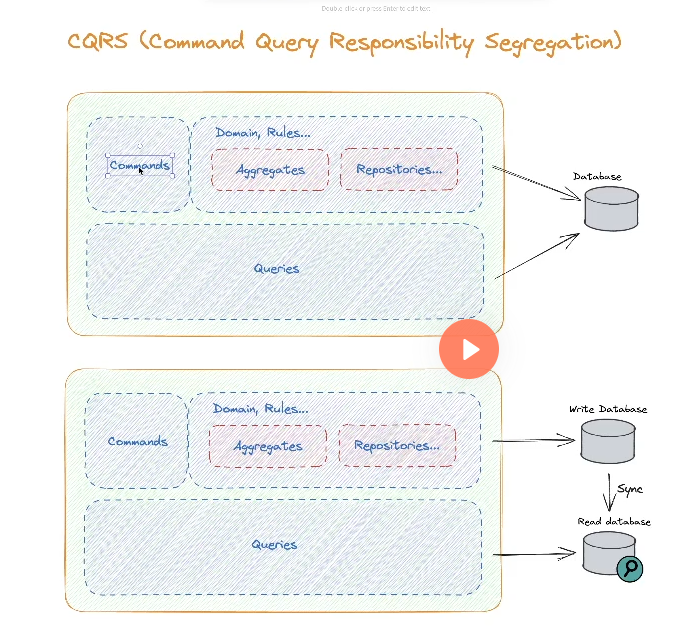 Double-click or press Enter to edit text
CQRS (Command Query Responsibility Segregation)
Commands
Domain, Rules...
Aggregates
Repositories...
Queries
Database
Commands
Domain, Rules...
Aggregates
Repositories...
Queries
Write Database
Sync
Read database